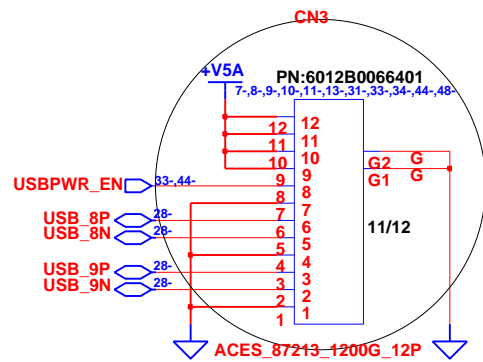 CN3
+V5A
PN:6012B0066401
7-,8-,9-,10-,11-,13-,31-,33-,34-,44-,48-
12
12
11
11
10
10
9
G2 G
USBPWR_EN 33-,44-
9
8
G1 G
8
7
USB_8P 28-
7
6
11/12
USB_8N 28-
6
5
5
4
USB_9P 28-
4
3
USB_9N 28-
3
2
2
1
1
ACES_87213_1200G_12P